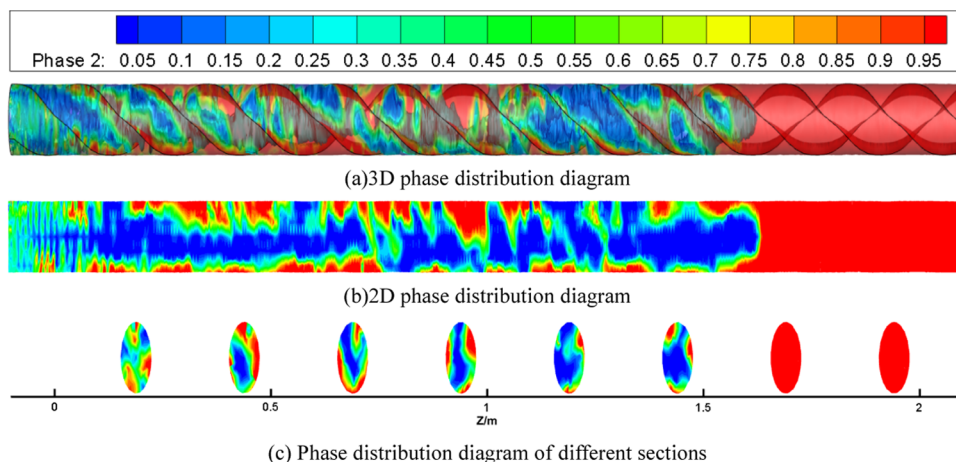 Phase 2: 0.05 0.1 0.15 0.2 0.25 0.3 0.35 0.4 0.45 0.5 0.55 0.6 0.65 0.7 0.75 0.8 0.85 0.9 0.95
(a)3D phase distribution diagram
(b)2D phase distribution diagram
0 0.5 1 1.5 2
Z/m
(c) Phase distribution diagram of different sections